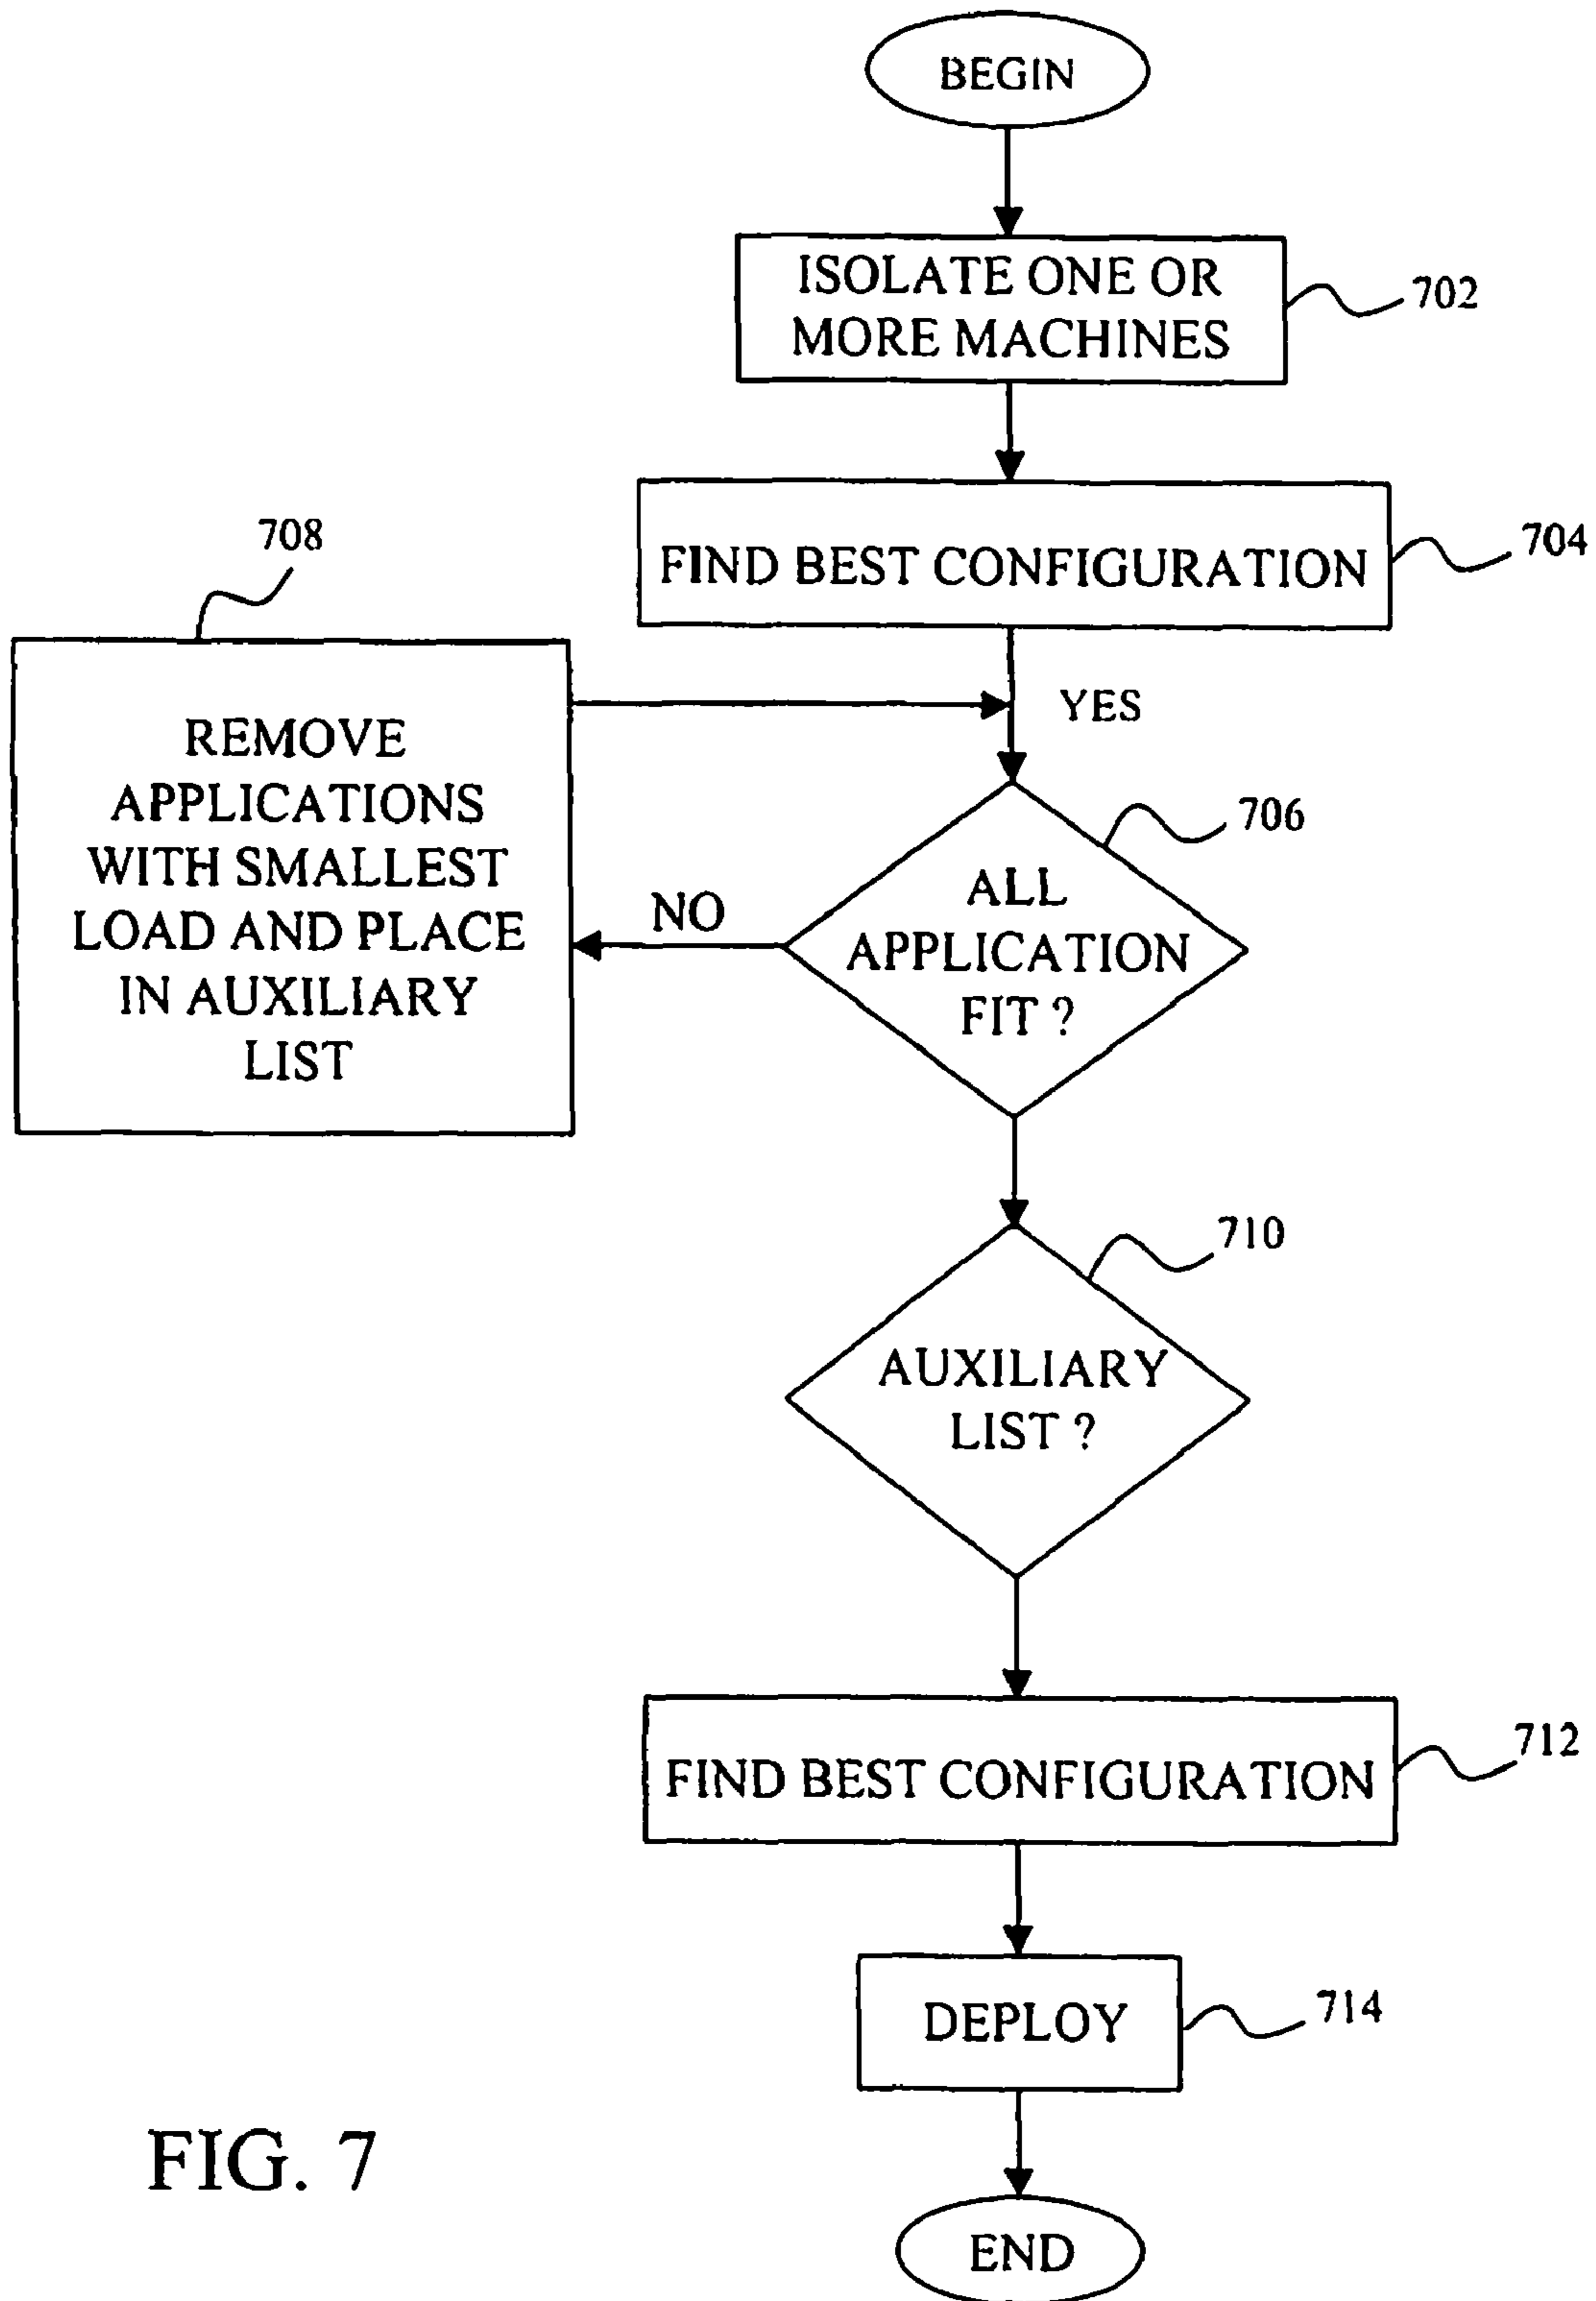 BEGIN
ISOLATE ONE OR
MORE MACHINES
702
FIND BEST CONFIGURATION
704
708
REMOVE
APPLICATIONS
WITH SMALLEST
LOAD AND PLACE
IN AUXILIARY
LIST
YES
706
ALL
APPLICATION
FIT ?
NO
710
AUXILIARY
LIST ?
FIND BEST CONFIGURATION
712
DEPLOY
714
END
FIG. 7